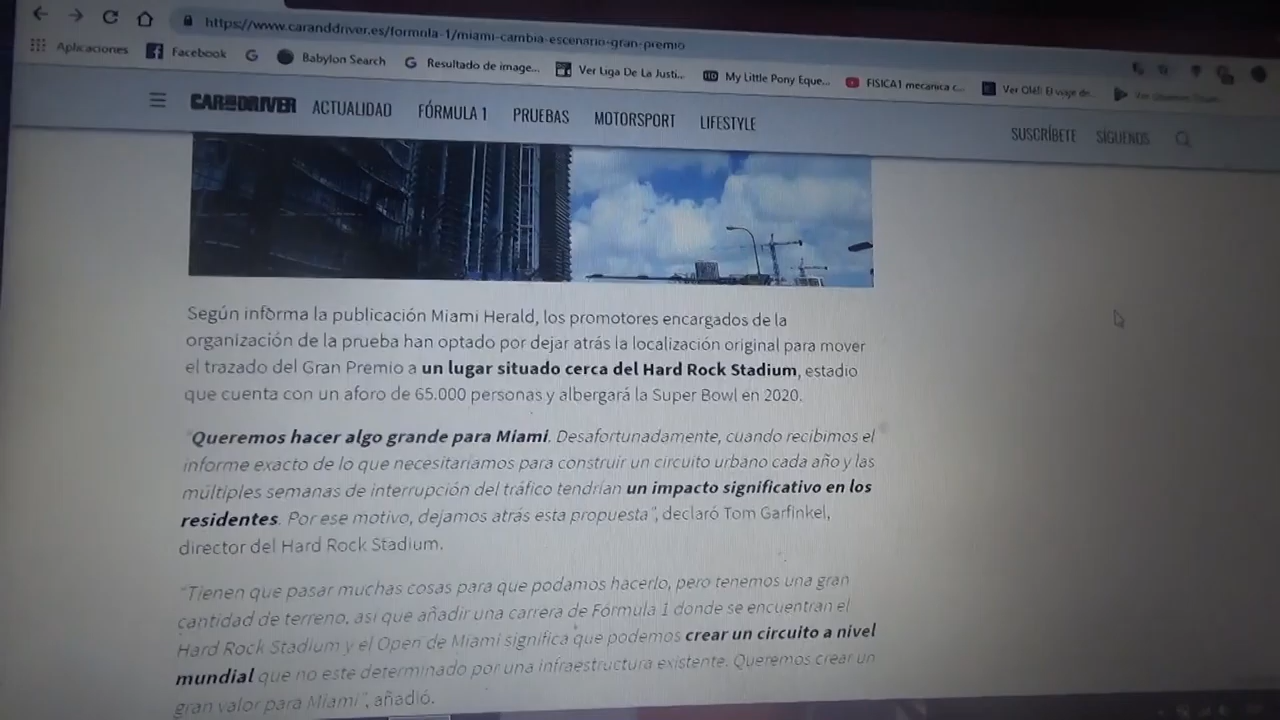 https://www.caranddriver.es/formula-1/miami-cambia-escenario-gran-premio
Aplicaciones Facebook Babylon Search Resultado de image... Ver Liga De La Justi... My Little Pony Eque... FISICA1 mecanica c...
CAR AND DRIVER ACTUALIDAD FÓRMULA 1 PRUEBAS MOTORSPORT LIFESTYLE SUSCRÍBETE SÍGUENOS
Según informa la publicación Miami Herald, los promotores encargados de la
organización de la prueba han optado por dejar atrás la localización original para mover
el trazado del Gran Premio a un lugar situado cerca del Hard Rock Stadium, estadio
que cuenta con un aforo de 65.000 personas y albergará la Super Bowl en 2020.
"Queremos hacer algo grande para Miami. Desafortunadamente, cuando recibimos el
informe exacto de lo que necesitaríamos para construir un circuito urbano cada año y las
múltiples semanas de interrupción del tráfico tendrían un impacto significativo en los
residentes. Por ese motivo, dejamos atrás esta propuesta", declaró Tom Garfinkel,
director del Hard Rock Stadium.
"Tienen que pasar muchas cosas para que podamos hacerlo, pero tenemos una gran
cantidad de terreno, así que añadir una carrera de Fórmula 1 donde se encuentran el
Hard Rock Stadium y el Open de Miami significa que podemos crear un circuito a nivel
mundial que no este determinado por una infraestructura existente. Queremos crear un
gran valor para Miami", añadió.